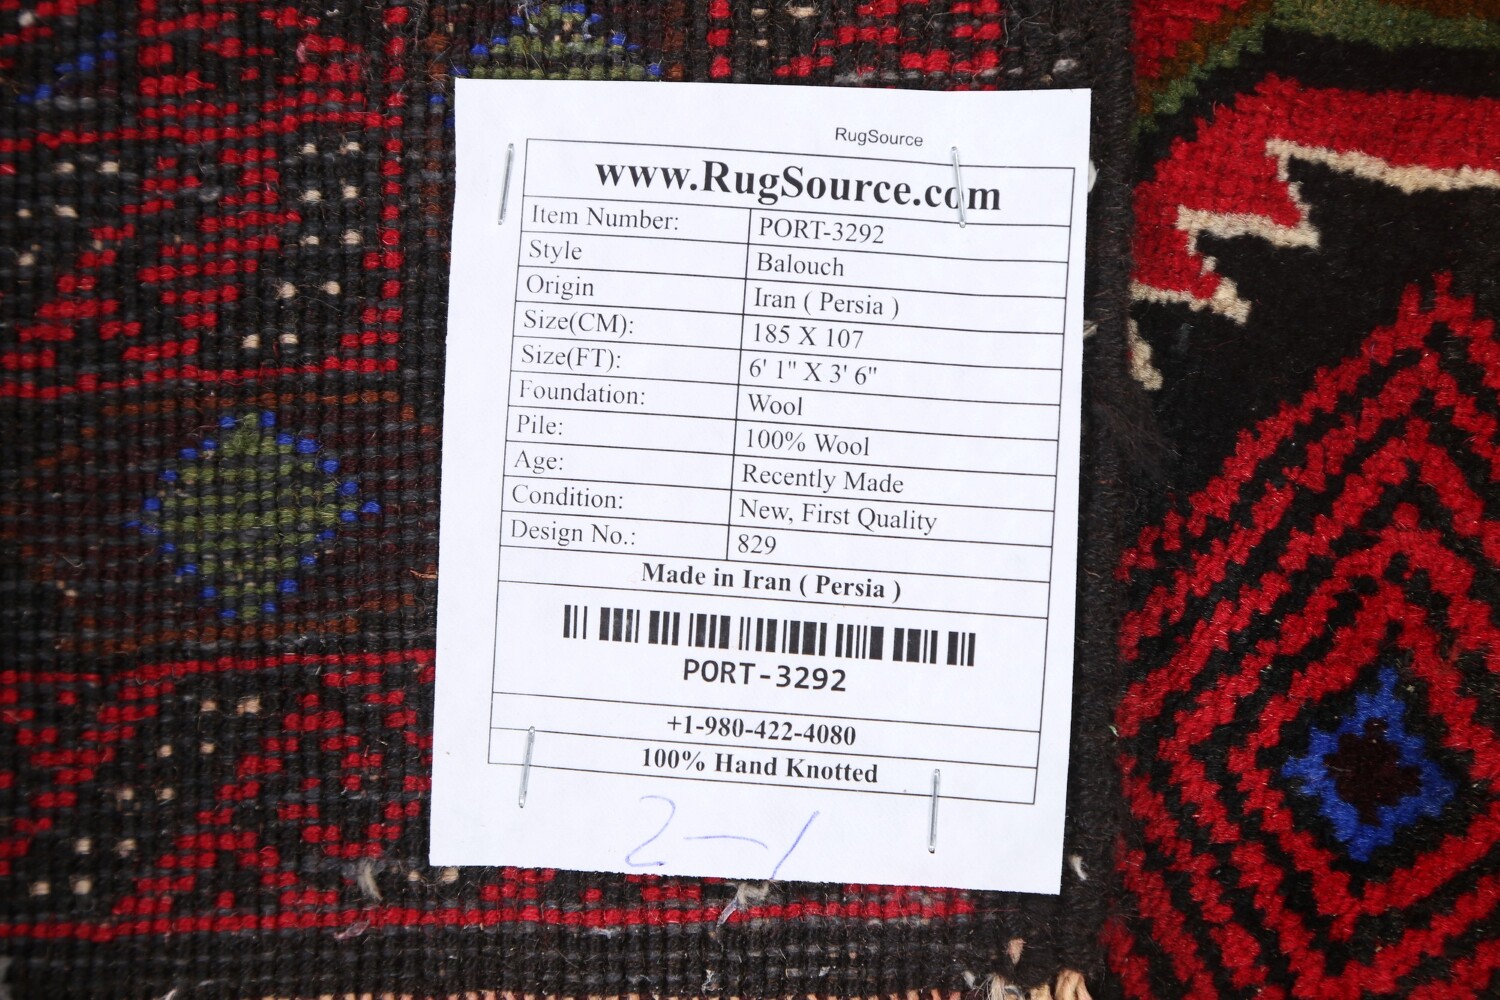 RugSource
www.RugSource.com
Item Number: PORT-3292
Style Balouch
Origin Iran ( Persia )
Size(CM): 185 X 107
Size(FT): 6' 1" X 3' 6"
Foundation: Wool
Pile: 100% Wool
Age: Recently Made
Condition: New, First Quality
Design No.: 829
Made in Iran ( Persia )
PORT-3292
+1-980-422-4080
100% Hand Knotted
2-1